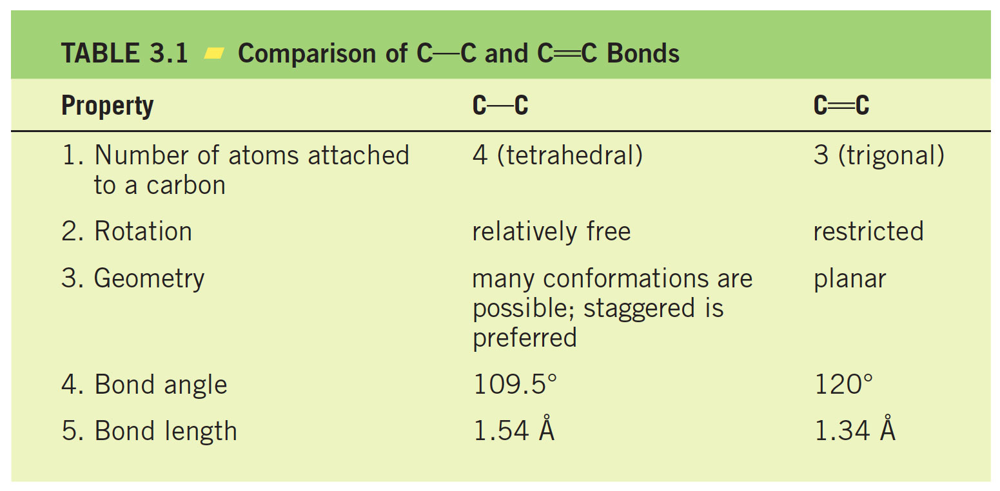 TABLE 3.1 Comparison of C—C and C═C Bonds
Property C—C C═C
1. Number of atoms attached 4 (tetrahedral) 3 (trigonal)
to a carbon
2. Rotation relatively free restricted
3. Geometry many conformations are planar
possible; staggered is
preferred
4. Bond angle 109.5° 120°
5. Bond length 1.54 Å 1.34 Å